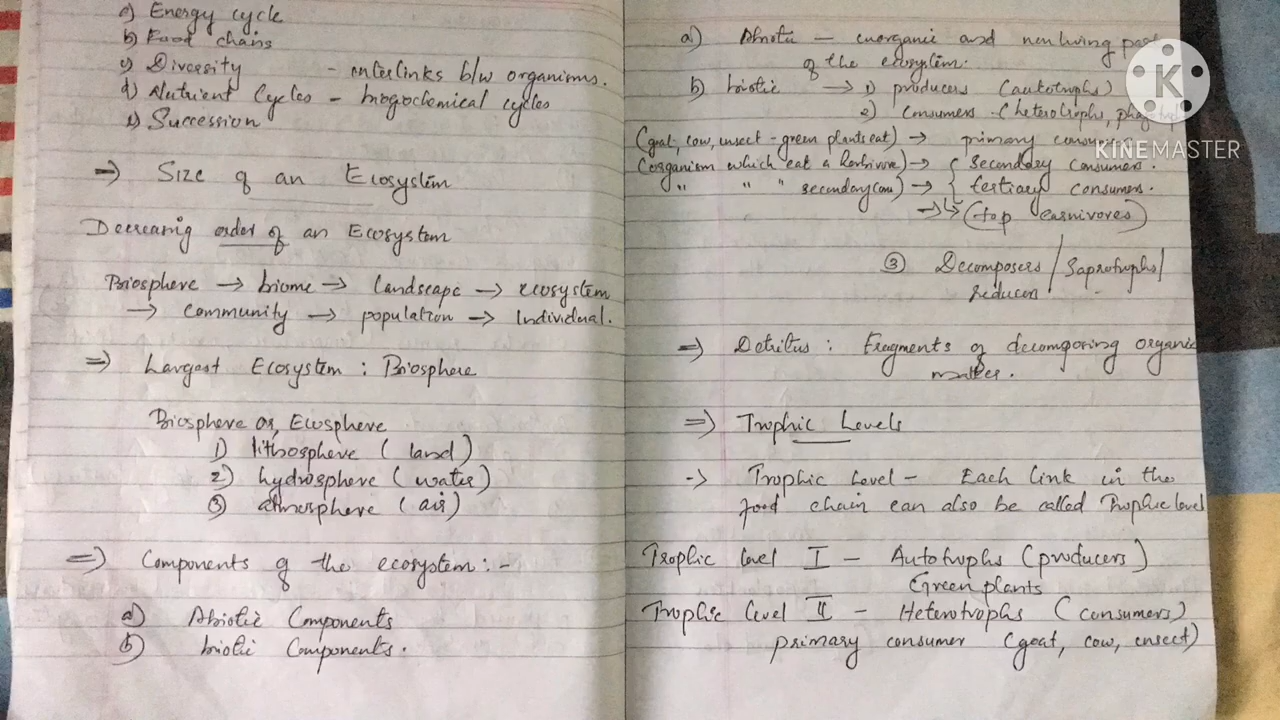 a) Energy cycle
b) Food chains
c) Diversity - interlinks b/w organisms.
d) Nutrient Cycles - biogochemical cycles
e) Succession
=> Size of an Ecosystem
Decreasing order of an Ecosystem
Biosphere → biome → landscape → ecosystem
→ community → population → Individual.
=> Largest Ecosystem : Biosphere
Biosphere or, Ecosphere
1) lithosphere (land)
2) hydrosphere (water)
③ atmosphere (air)
=) Components of the ecosystem : -
a) Abiotic Components
b) biotic Components.
a) Abiotic - inorganic and non living
of the ecosystem.
b) biotic → 1) producers (autotrophs)
2) Consumers - (heterotrophs,
(goat, cow, insect - green plants eat) → primary
(organism which eat a herbivore) → { secondary consumers.
" " " secondary con) → { tertiary consumers.
→ (top carnivores)
③ Decomposers / Saprotrophs /
reducers
=) Detritus : Fragments of decomposing organic
matter.
=) Trophic Levels
-> Trophic level - Each link in the
food chain can also be called Trophic level
Trophic level I - Autotrophs (producers)
Green plants
Trophic level II - Heterotrophs (consumers)
primary consumer (goat, cow, insect)
K
KINEMASTER